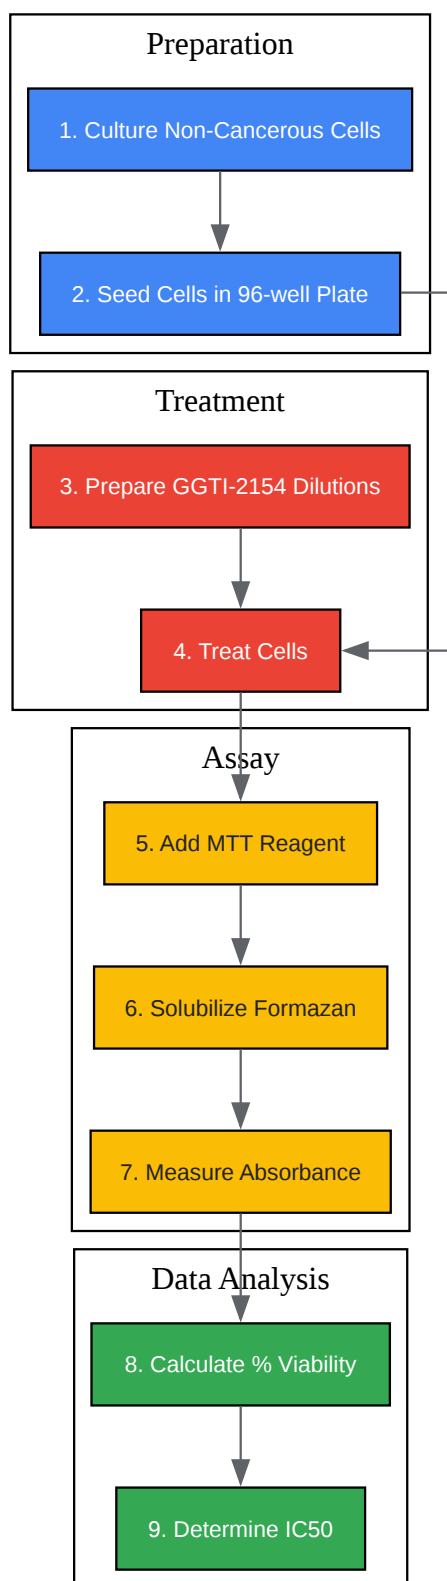 Preparation
1. Culture Non-Cancerous Cells
2. Seed Cells in 96-well Plate
Treatment
3. Prepare GGTI-2154 Dilutions
4. Treat Cells
Assay
5. Add MTT Reagent
6. Solubilize Formazan
7. Measure Absorbance
Data Analysis
8. Calculate % Viability
9. Determine IC50